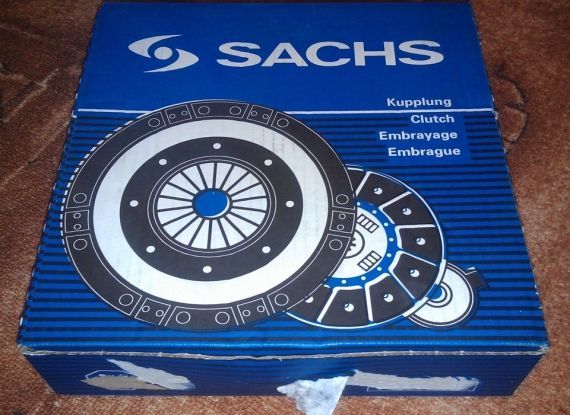 SACHS
Kupplung
Clutch
Embrayage
Embrague